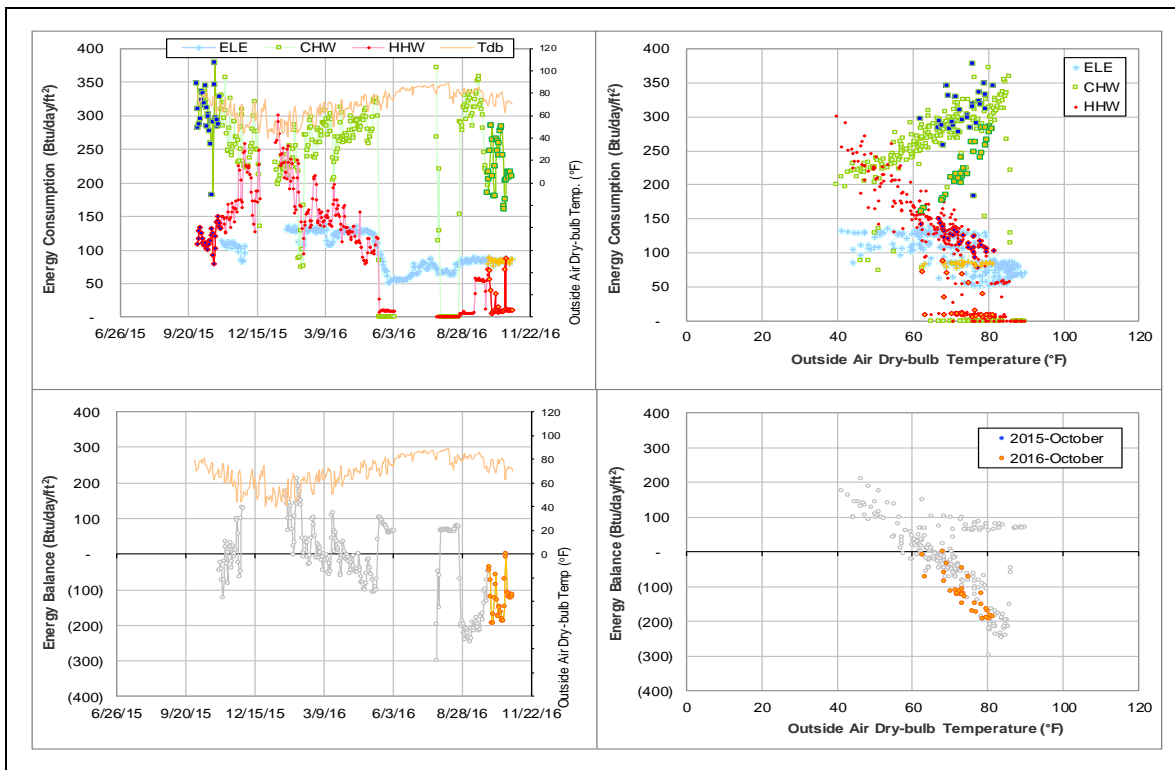 ELE CHW HHW Tdb
Energy Consumption (Btu/day/ft²)
400
350
300
250
200
150
100
50
-
120
100
80
60
40
20
0
Outside Air Dry-bulb Temp. (°F)
6/26/15 9/20/15 12/15/15 3/9/16 6/3/16 8/28/16 11/22/16
Energy Consumption (Btu/day/ft²)
400
350
300
250
200
150
100
50
-
ELE
CHW
HHW
0 20 40 60 80 100 120
Outside Air Dry-bulb Temperature (°F)
Energy Balance (Btu/day/ft²)
400
300
200
100
-
(100)
(200)
(300)
(400)
120
100
80
60
40
20
0
Outside Air Dry-bulb Temp (°F)
6/26/15 9/20/15 12/15/15 3/9/16 6/3/16 8/28/16 11/22/16
Energy Balance (Btu/day/ft²)
400
300
200
100
-
(100)
(200)
(300)
(400)
2015-October
2016-October
0 20 40 60 80 100 120
Outside Air Dry-bulb Temperature (°F)